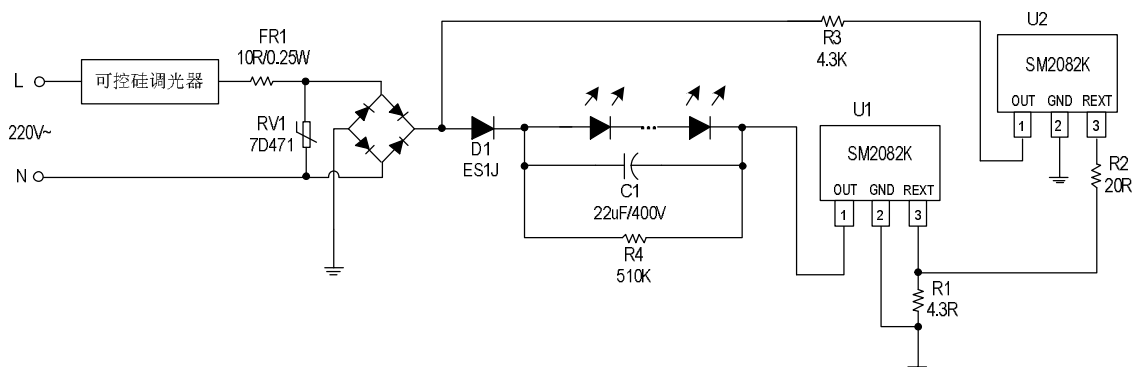 L
220V~
N
可控硅调光器
FR1
10R/0.25W
RV1
7D471
D1
ES1J
C1
22uF/400V
R4
510K
R3
4.3K
U1
SM2082K
OUT GND REXT
1 2 3
R1
4.3R
U2
SM2082K
OUT GND REXT
1 2 3
R2
20R